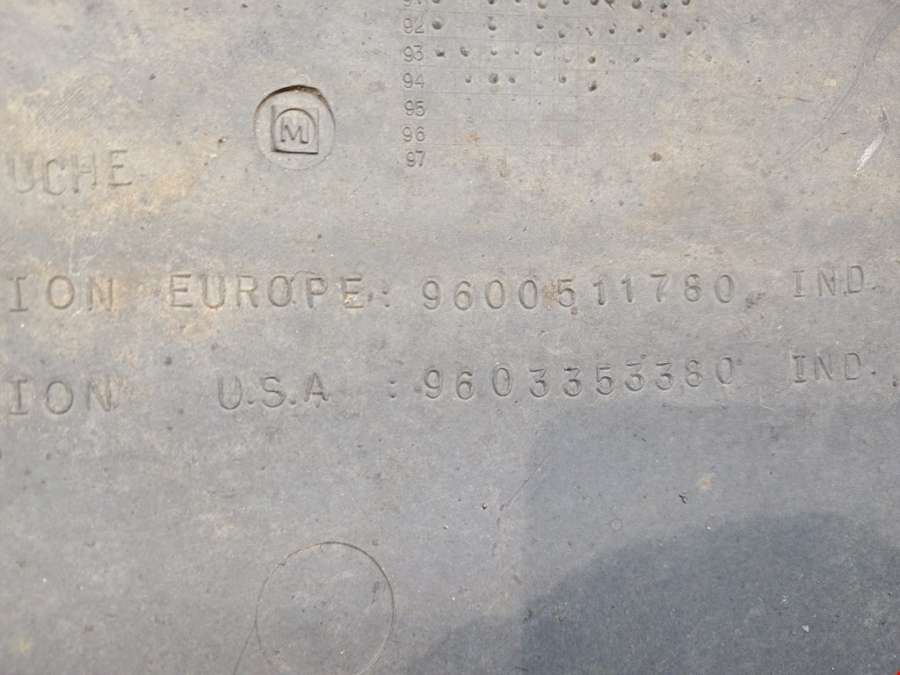 92
93
94
95
96
97
M
UCHE
ION EUROPE: 9600511780 IND.
ION U.S.A : 9603353380 IND.